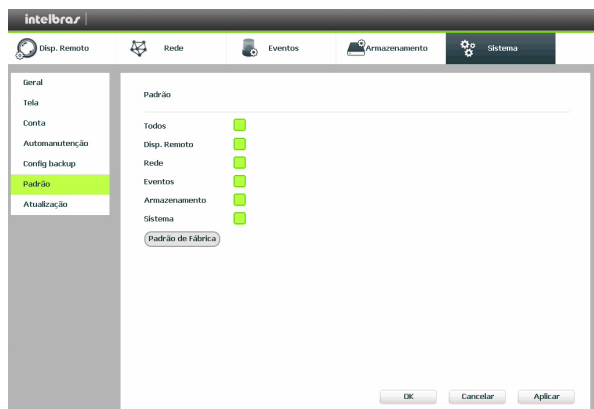 intelbras
Disp. Remoto
Rede
Eventos
Armazenamento
Sistema
Geral
Tela
Conta
Automanutenção
Config backup
Padrão
Atualização
Padrão
Todos
Disp. Remoto
Rede
Eventos
Armazenamento
Sistema
Padrão de Fábrica
OK Cancelar Aplicar